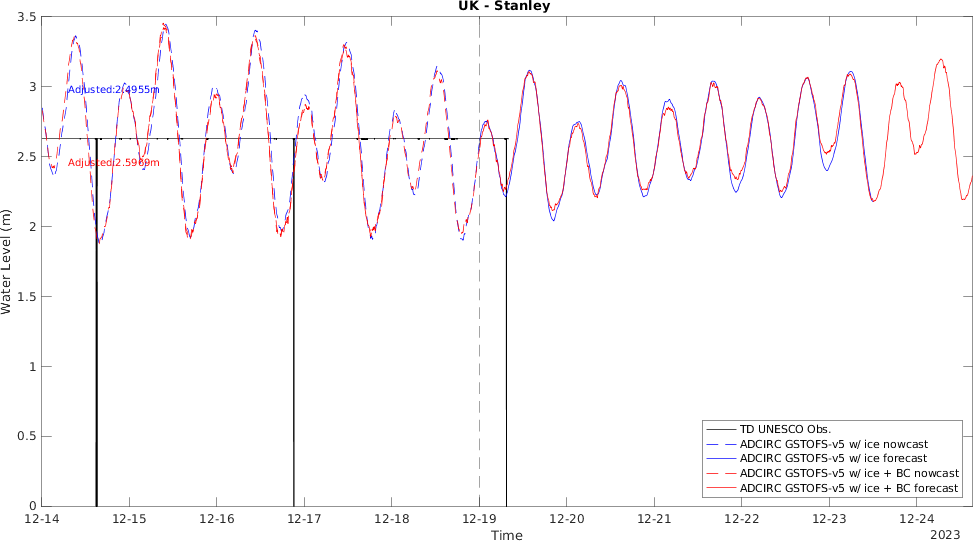 UK - Stanley
3.5
3
2.5
2
1.5
1
0.5
0
Water Level (m)
Adjusted:2.4955m
Adjusted:2.5969m
TD UNESCO Obs.
ADCIRC GSTOFS-v5 w/ ice nowcast
ADCIRC GSTOFS-v5 w/ ice forecast
ADCIRC GSTOFS-v5 w/ ice + BC nowcast
ADCIRC GSTOFS-v5 w/ ice + BC forecast
12-14 12-15 12-16 12-17 12-18 12-19 12-20 12-21 12-22 12-23 12-24
Time
2023